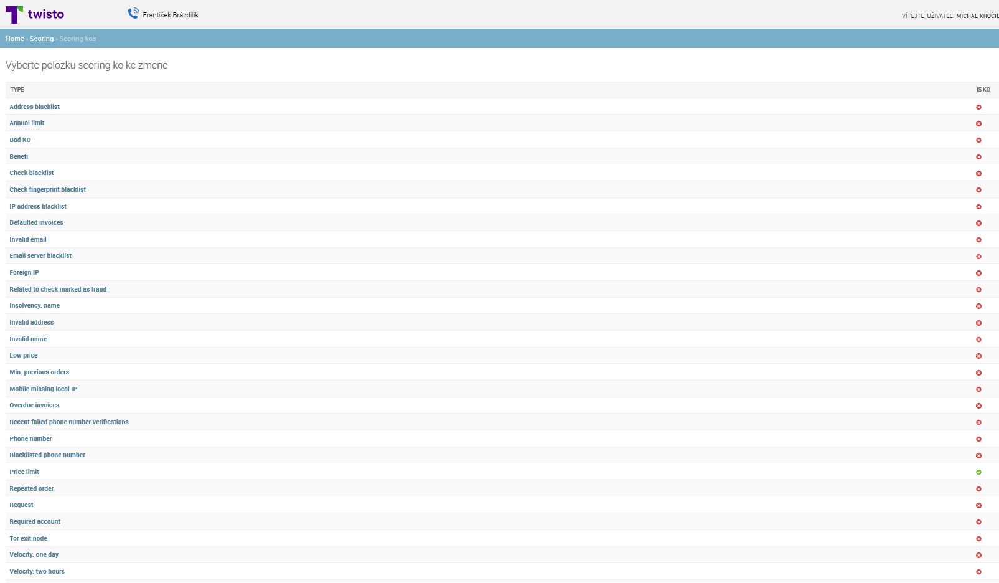 twisto
František Brázdilík
VÍTEJTE, UŽIVATELI MICHAL KROČIL
Home › Scoring › Scoring kos
Vyberte položku scoring ko ke změně
TYPE IS KO
Address blacklist
Annual limit
Bad KO
Benefi
Check blacklist
Check fingerprint blacklist
IP address blacklist
Defaulted invoices
Invalid email
Email server blacklist
Foreign IP
Related to check marked as fraud
Insolvency: name
Invalid address
Invalid name
Low price
Min. previous orders
Mobile missing local IP
Overdue invoices
Recent failed phone number verifications
Phone number
Blacklisted phone number
Price limit
Repeated order
Request
Required account
Tor exit node
Velocity: one day
Velocity: two hours